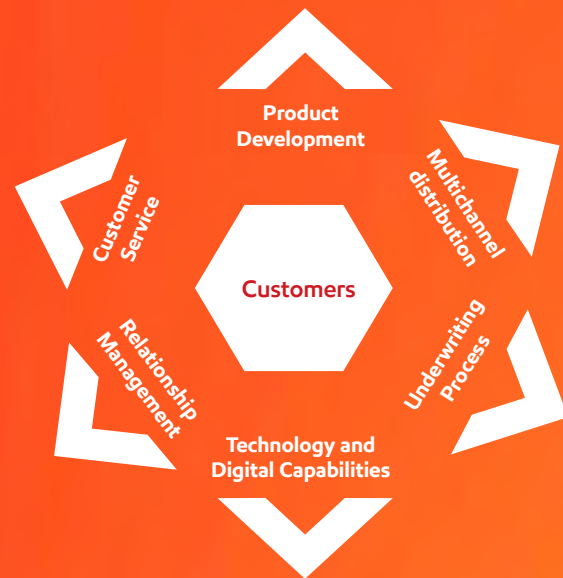 Product
Development
Multichannel
distribution
Customer
Service
Customers
Underwriting
Process
Relationship
Management
Technology and
Digital Capabilities